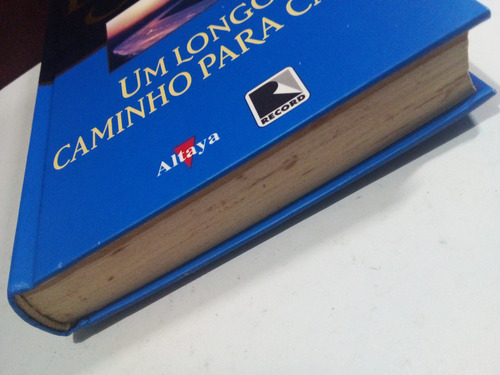 UM LONGO
CAMINHO PARA
RECORD
Altaya